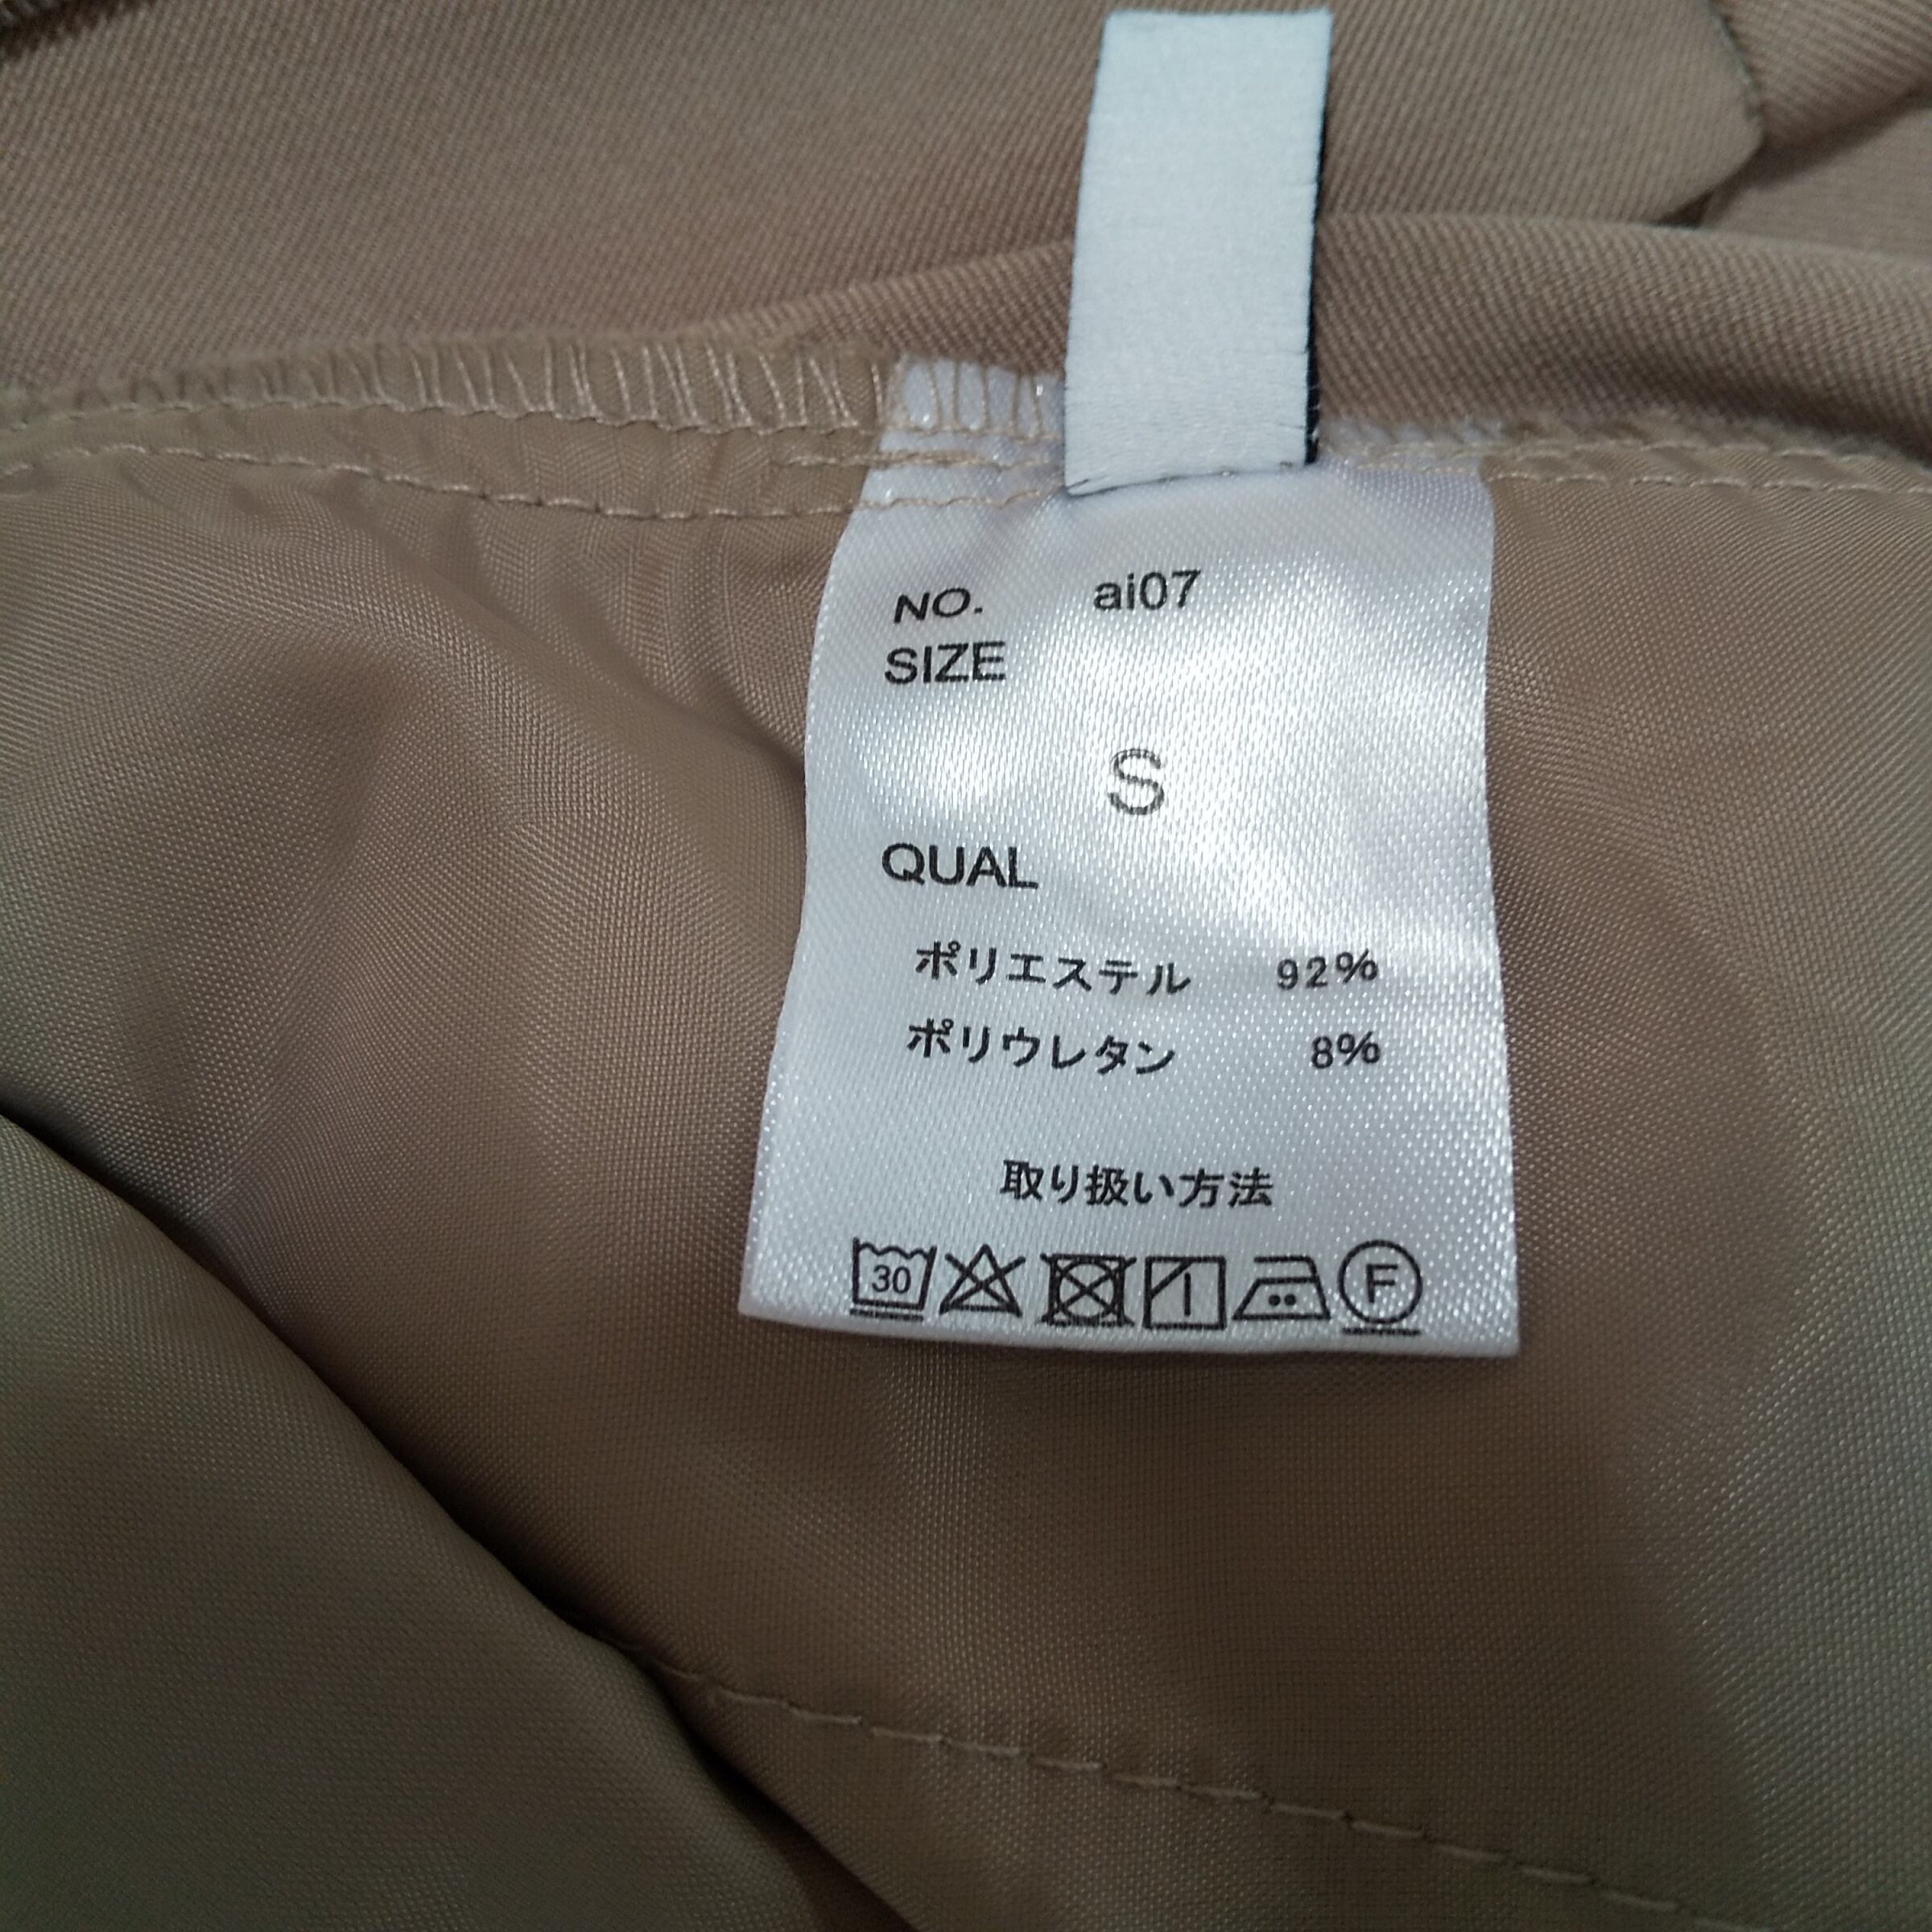 NO. ai07
SIZE
S
QUAL
ポリエステル 92%
ポリウレタン 8%
取り扱い方法
30 F